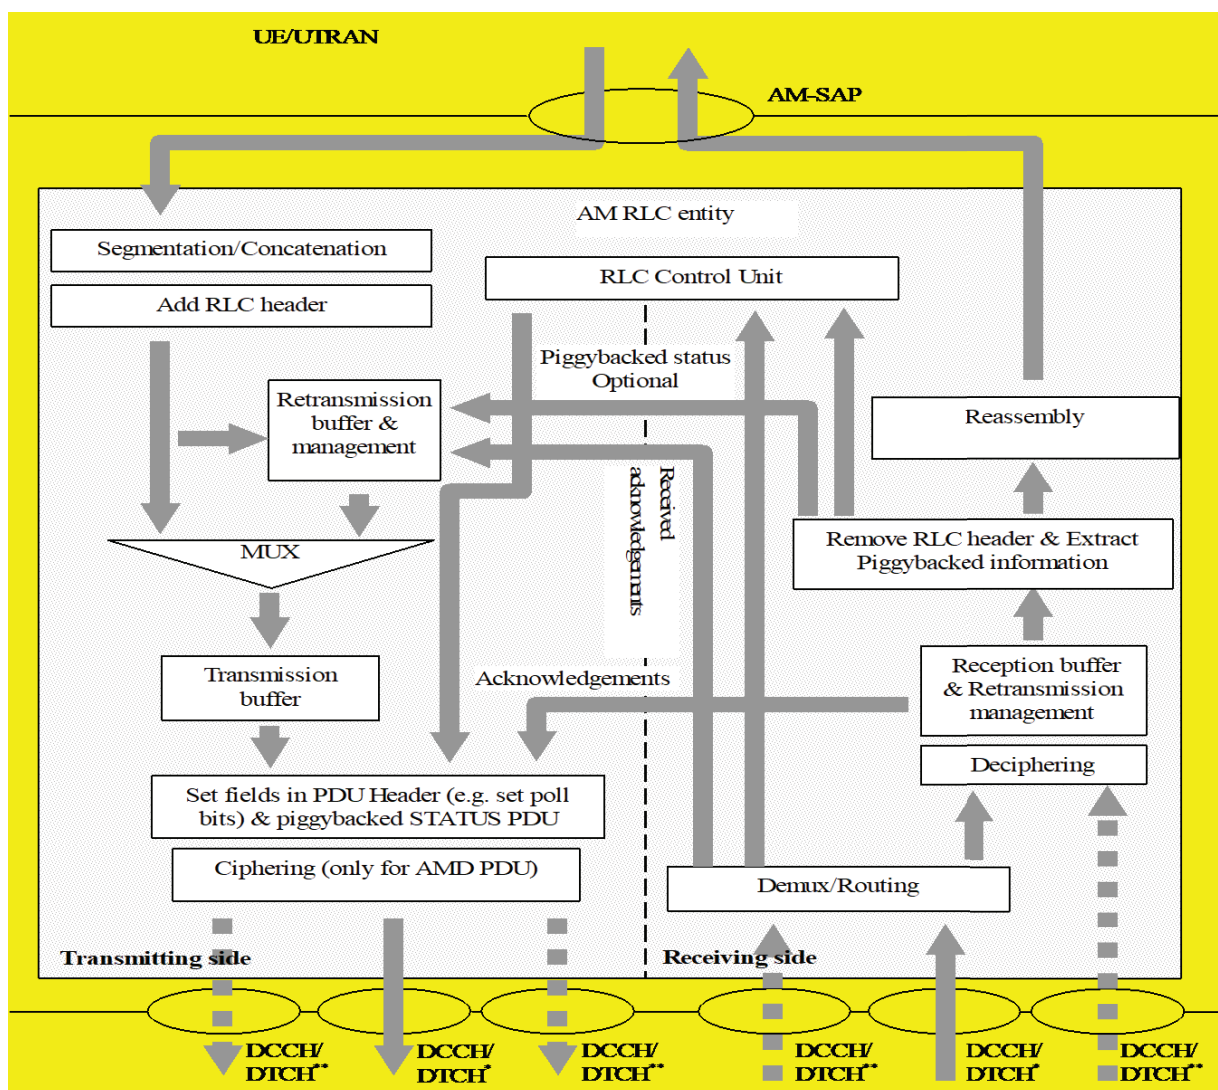 UE/UTRAN
AM-SAP
AM RLC entity
Segmentation/Concatenation
RLC Control Unit
Add RLC header
Piggybacked status
Optional
Retransmission
buffer &
management
Reassembly
Received
acknowledgements
MUX
Remove RLC header & Extract
Piggybacked information
Transmission
buffer
Acknowledgements
Reception buffer
& Retransmission
management
Deciphering
Set fields in PDU Header (e.g. set poll
bits) & piggybacked STATUS PDU
Ciphering (only for AMD PDU)
Demux/Routing
Transmitting side
Receiving side
DCCH/
DTCH**
DCCH/
DTCH*
DCCH/
DTCH**
DCCH/
DTCH**
DCCH/
DTCH*
DCCH/
DTCH**